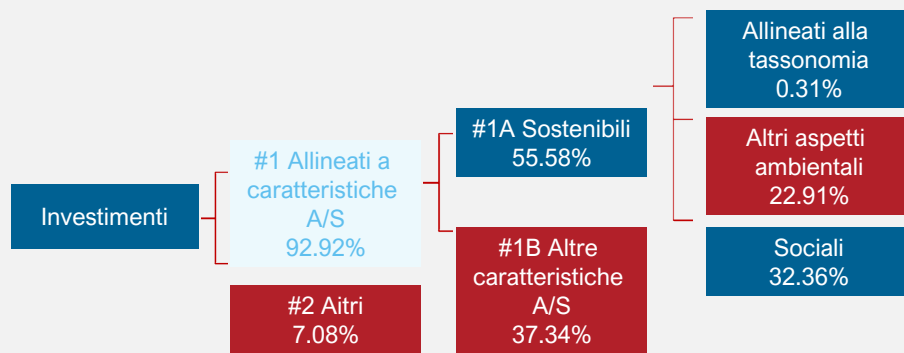 Investimenti
#1 Allineati a
caratteristiche
A/S
92.92%
#2 Aitri
7.08%
#1A Sostenibili
55.58%
#1B Altre
caratteristiche
A/S
37.34%
Allineati alla
tassonomia
0.31%
Altri aspetti
ambientali
22.91%
Sociali
32.36%